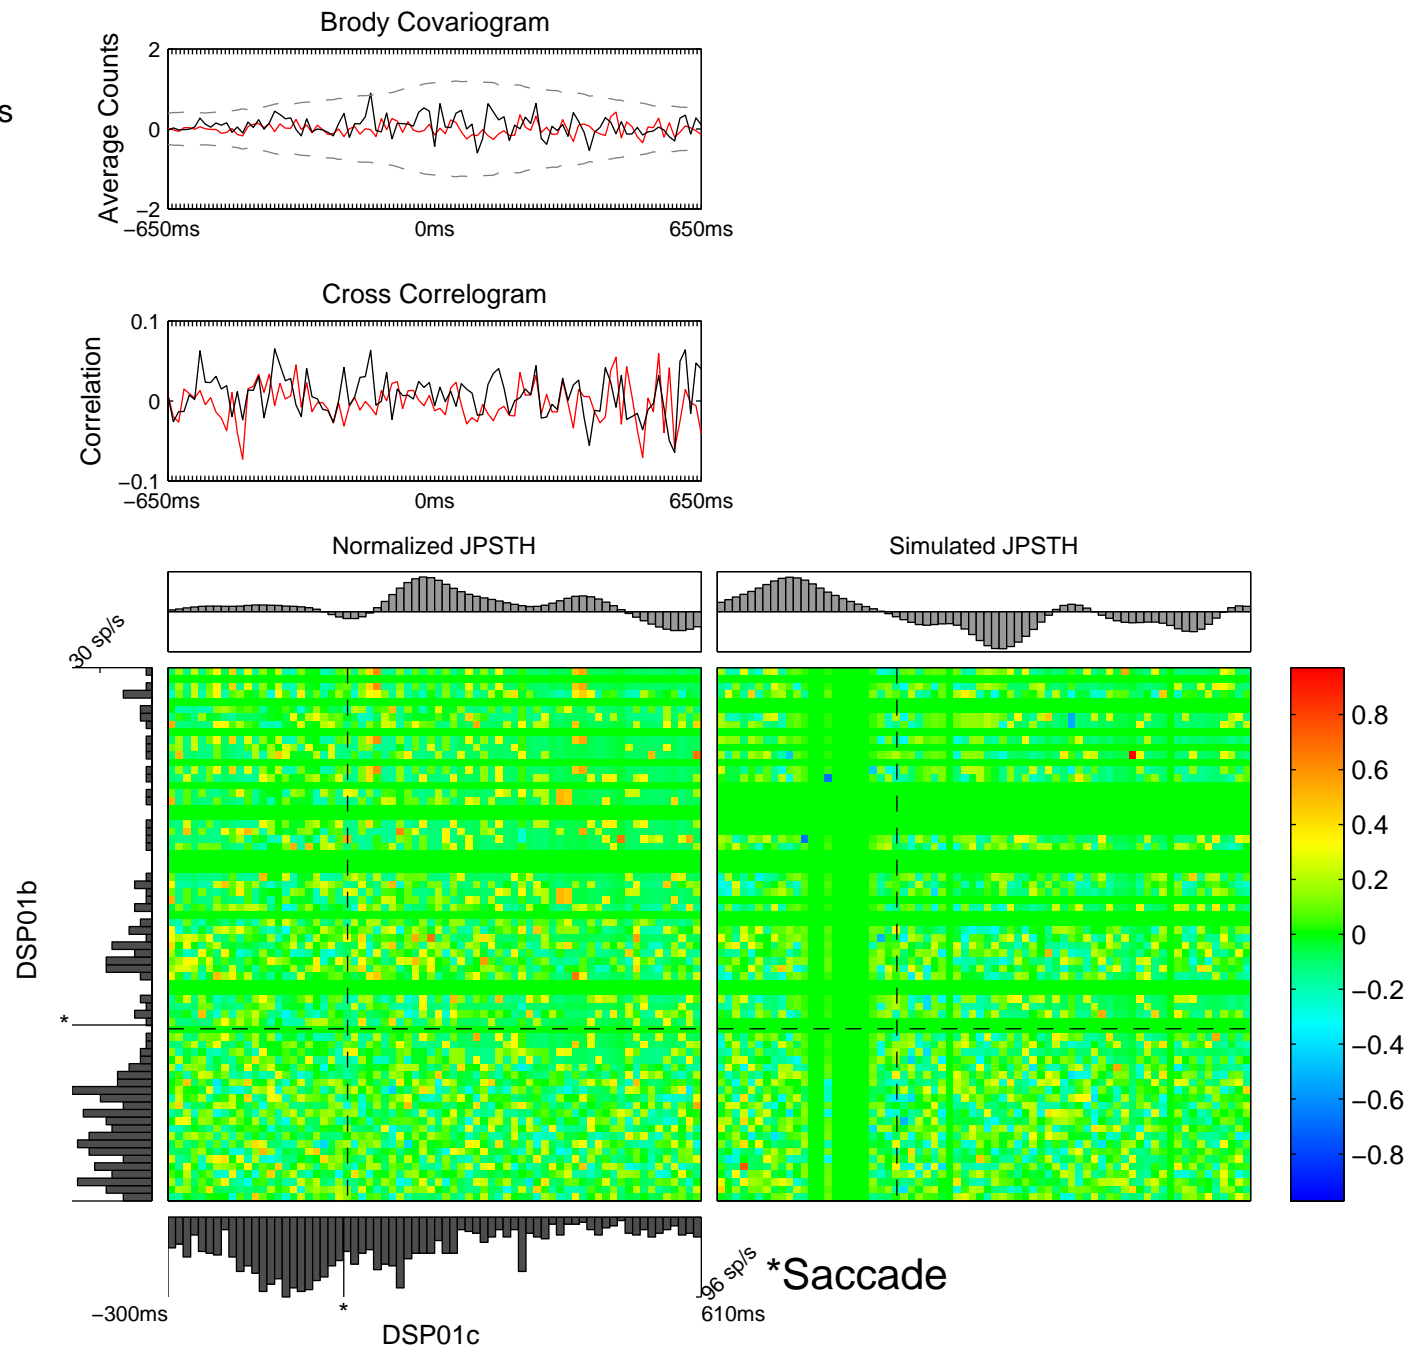 Brody Covariogram
s
Average Counts
2
0
−2
−650ms
0ms
650ms
Cross Correlogram
Correlation
0.1
0
−0.1
−650ms
0ms
650ms
Normalized JPSTH
Simulated JPSTH
30 sp/s
DSP01b
*
0.8
0.6
0.4
0.2
0
−0.2
−0.4
−0.6
−0.8
96 sp/s
*Saccade
*
−300ms
610ms
DSP01c